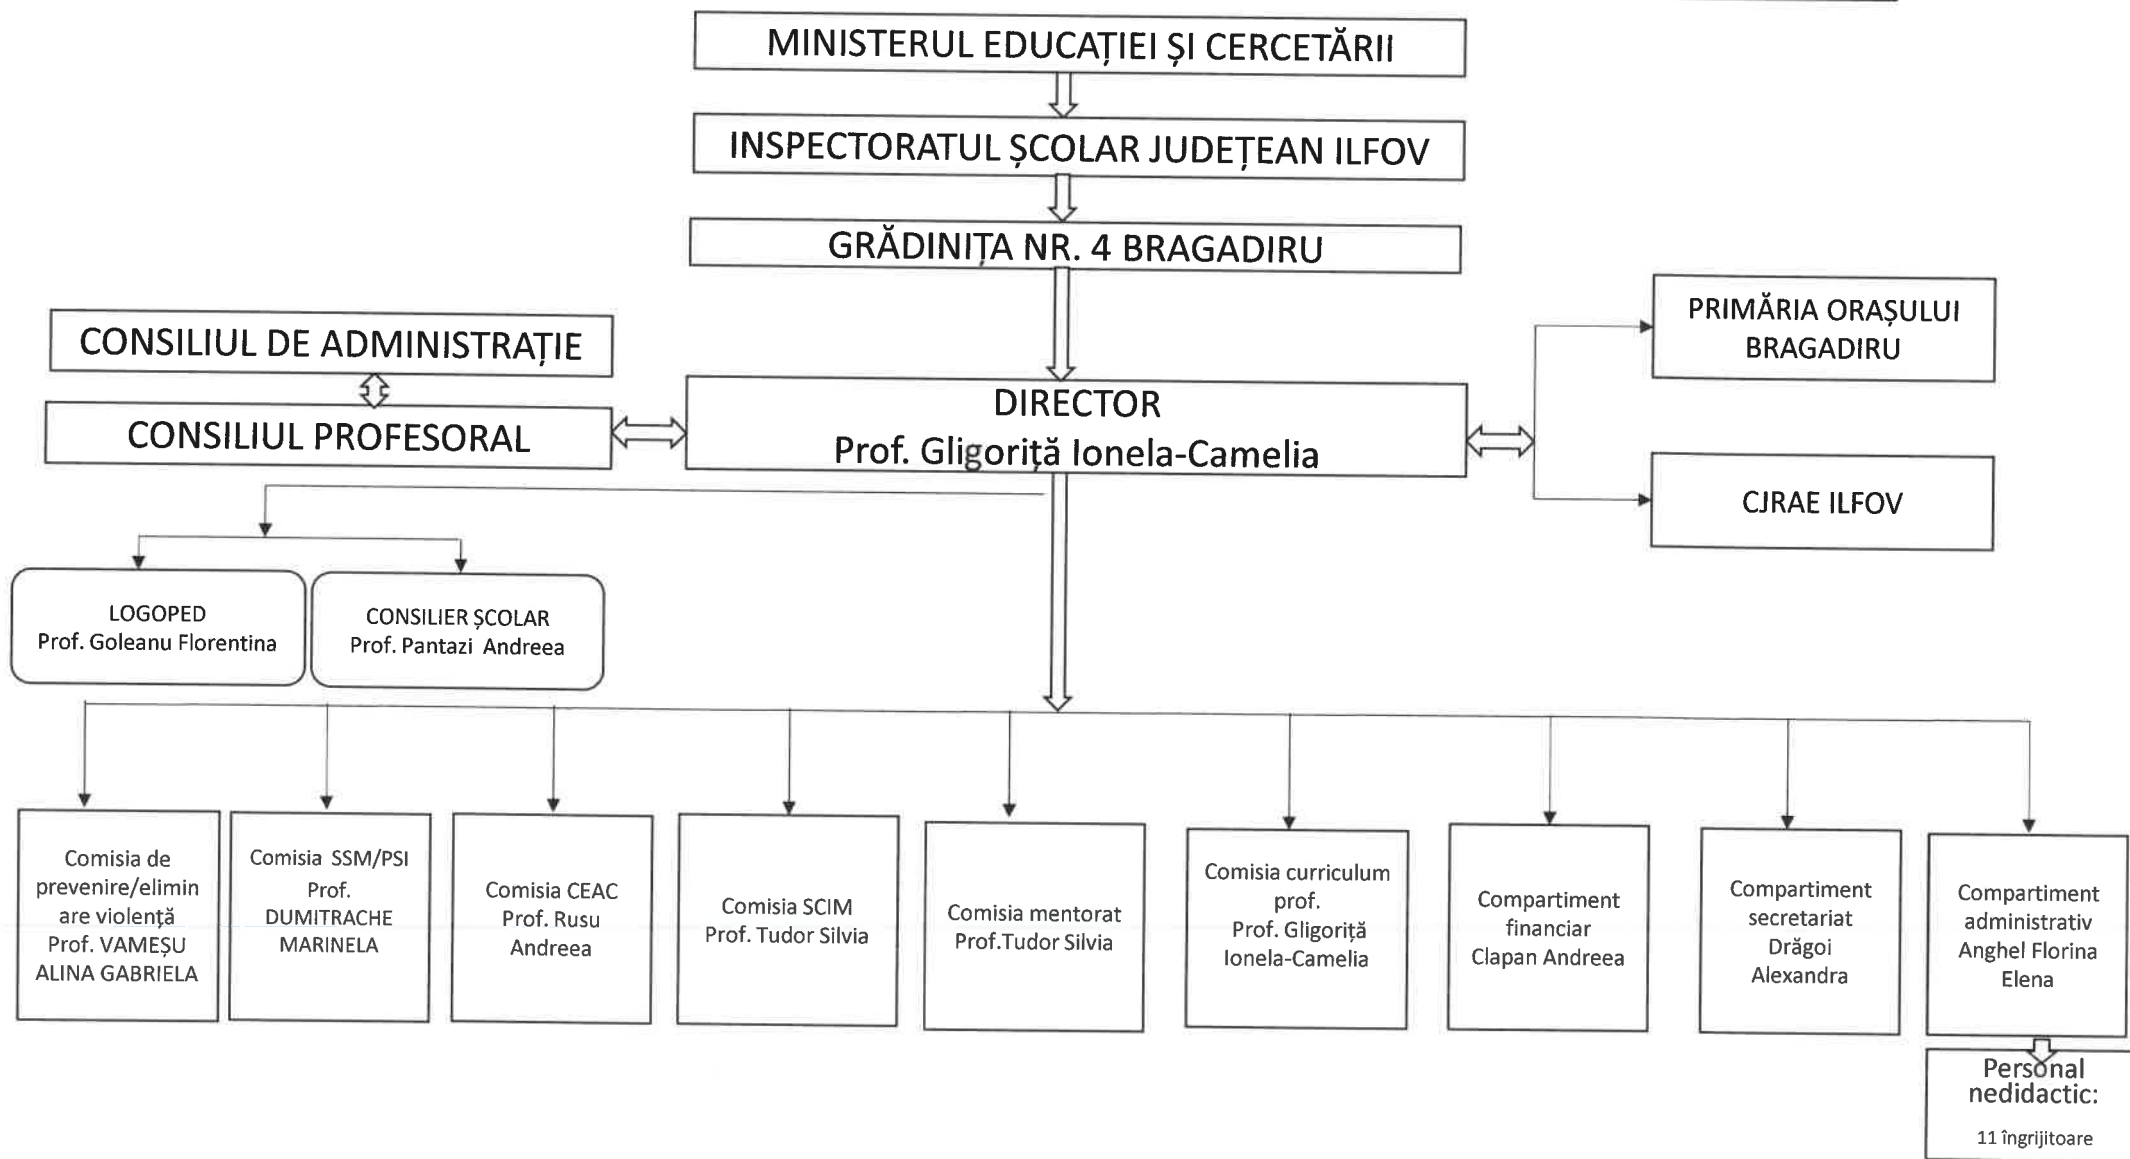 MINISTERUL EDUCAȚIEI ȘI CERCETĂRII
INSPECTORATUL ȘCOLAR JUDEȚEAN ILFOV
GRĂDINIȚA NR. 4 BRAGADIRU
PRIMĂRIA ORAȘULUI
BRAGADIRU
CONSILIUL DE ADMINISTRAȚIE
CONSILIUL PROFESORAL
DIRECTOR
Prof. Gligoriță Ionela-Camelia
CJRAE ILFOV
LOGOPED
Prof. Goleanu Florentina
CONSILIER ȘCOLAR
Prof. Pantazi Andreea
Comisia de
prevenire/elimin
are violență
Prof. VAMEȘU
ALINA GABRIELA
Comisia SSM/PSI
Prof.
DUMITRACHE
MARINELA
Comisia CEAC
Prof. Rusu
Andreea
Comisia SCIM
Prof. Tudor Silvia
Comisia mentorat
Prof.Tudor Silvia
Comisia curriculum
prof.
Prof. Gligoriță
Ionela-Camelia
Compartiment
financiar
Clapan Andreea
Compartiment
secretariat
Drăgoi
Alexandra
Compartiment
administrativ
Anghel Florina
Elena
Personal
nedidactic:
11 îngrijitoare